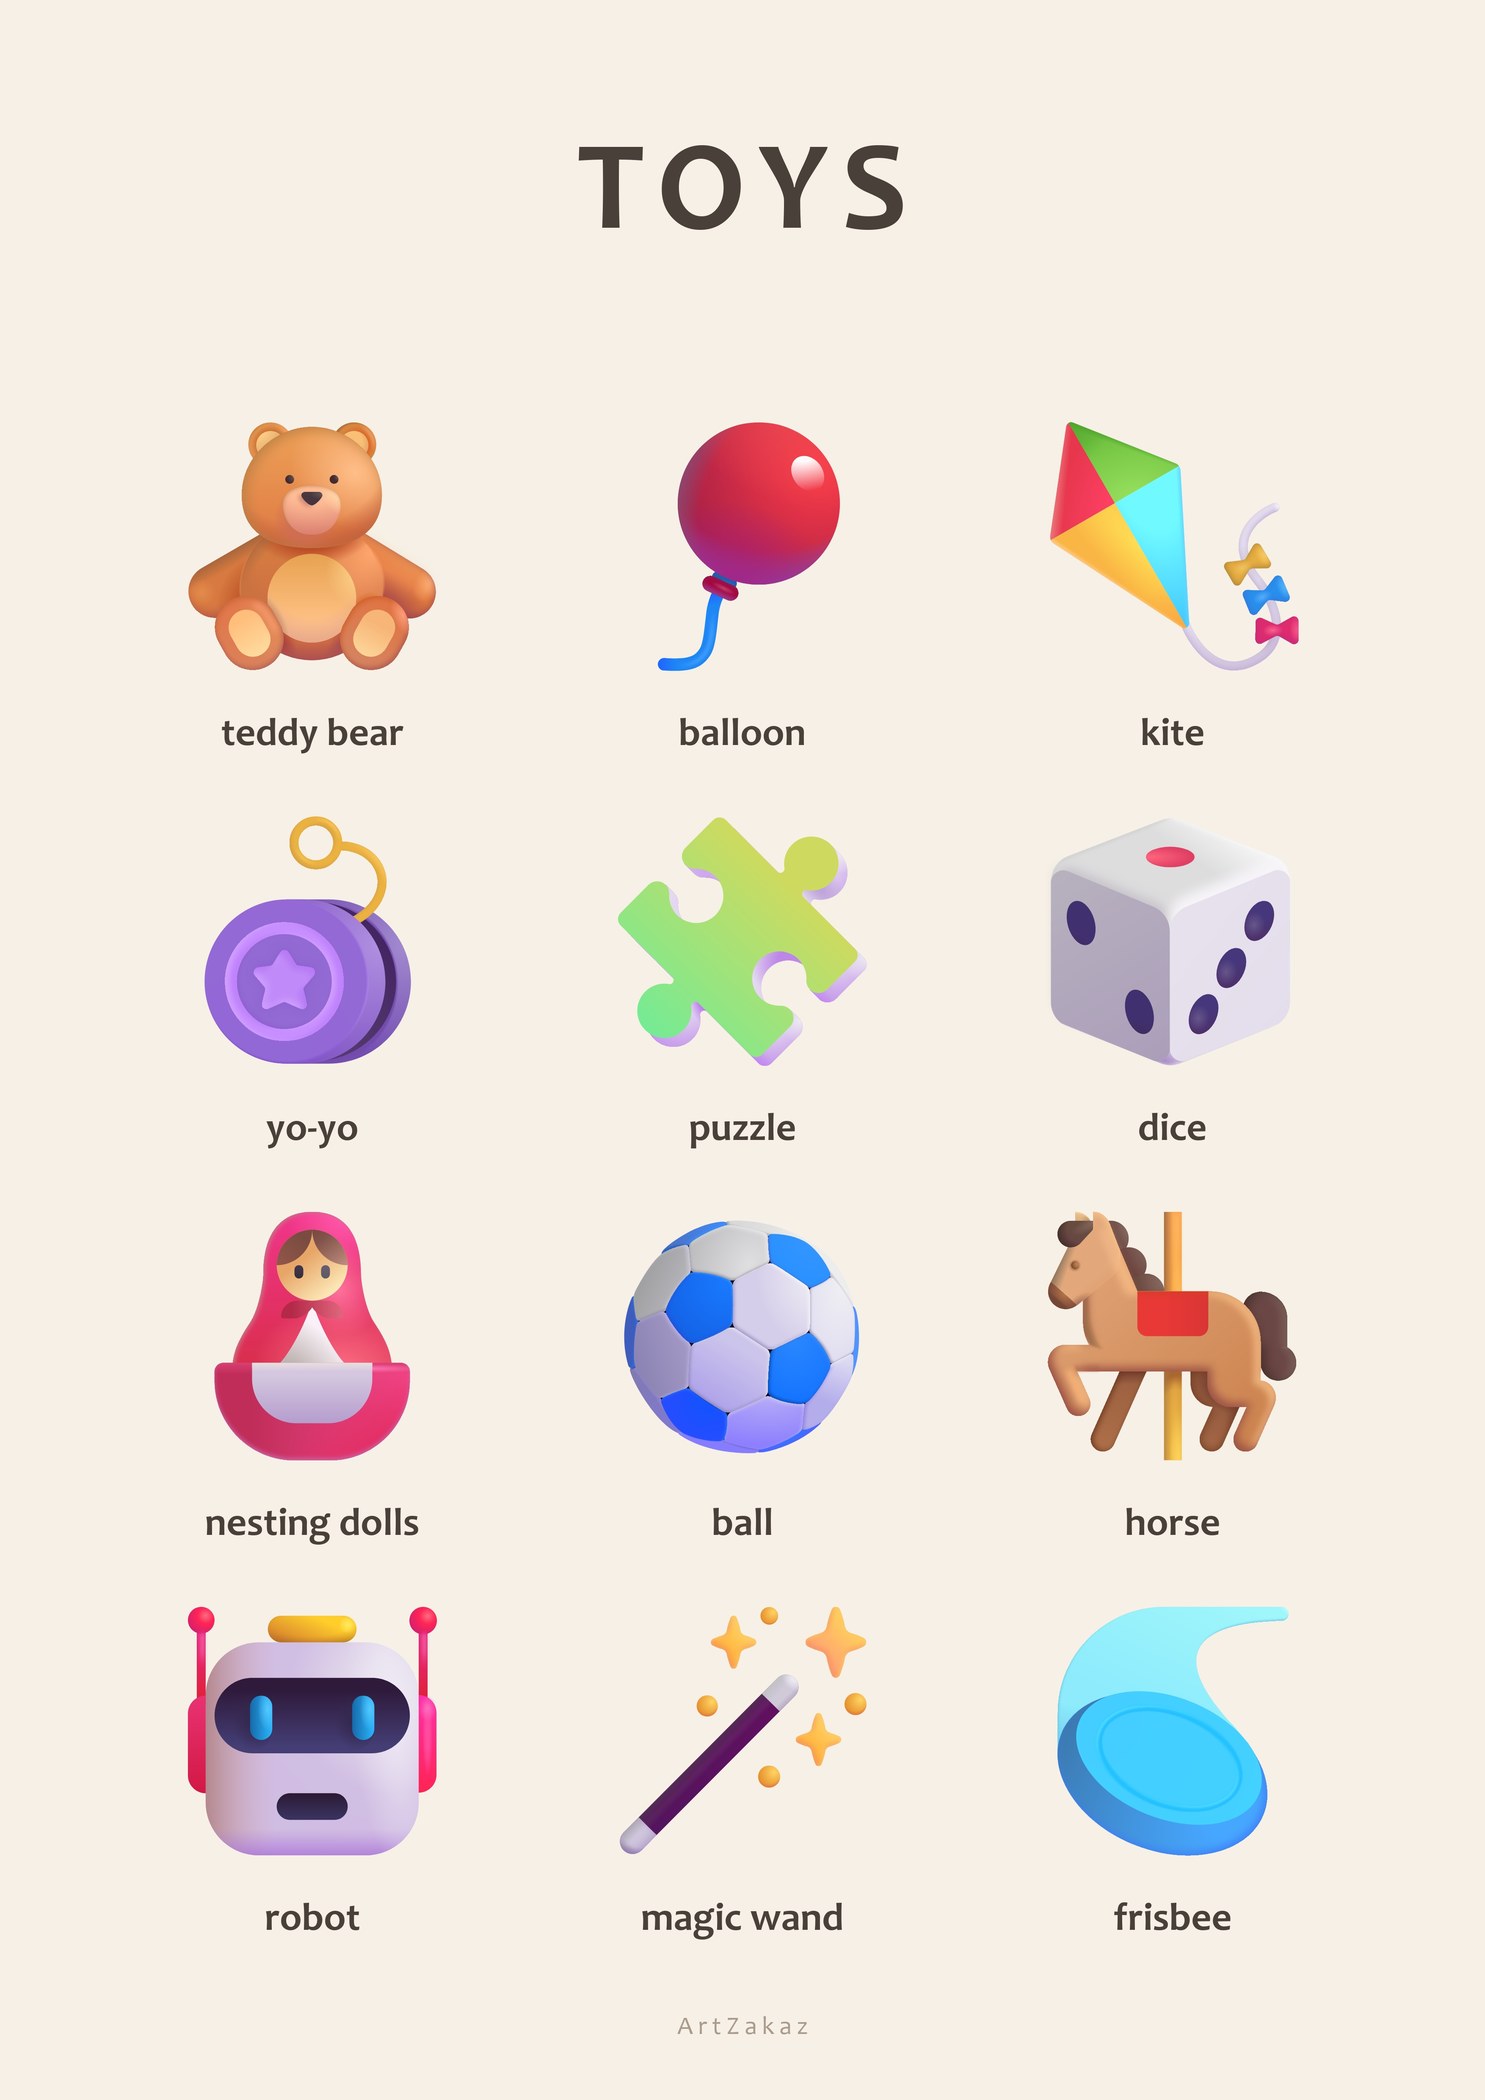 TOYS
teddy bear
balloon
kite
yo-yo
puzzle
dice
nesting dolls
ball
horse
robot
magic wand
frisbee
ArtZakaz